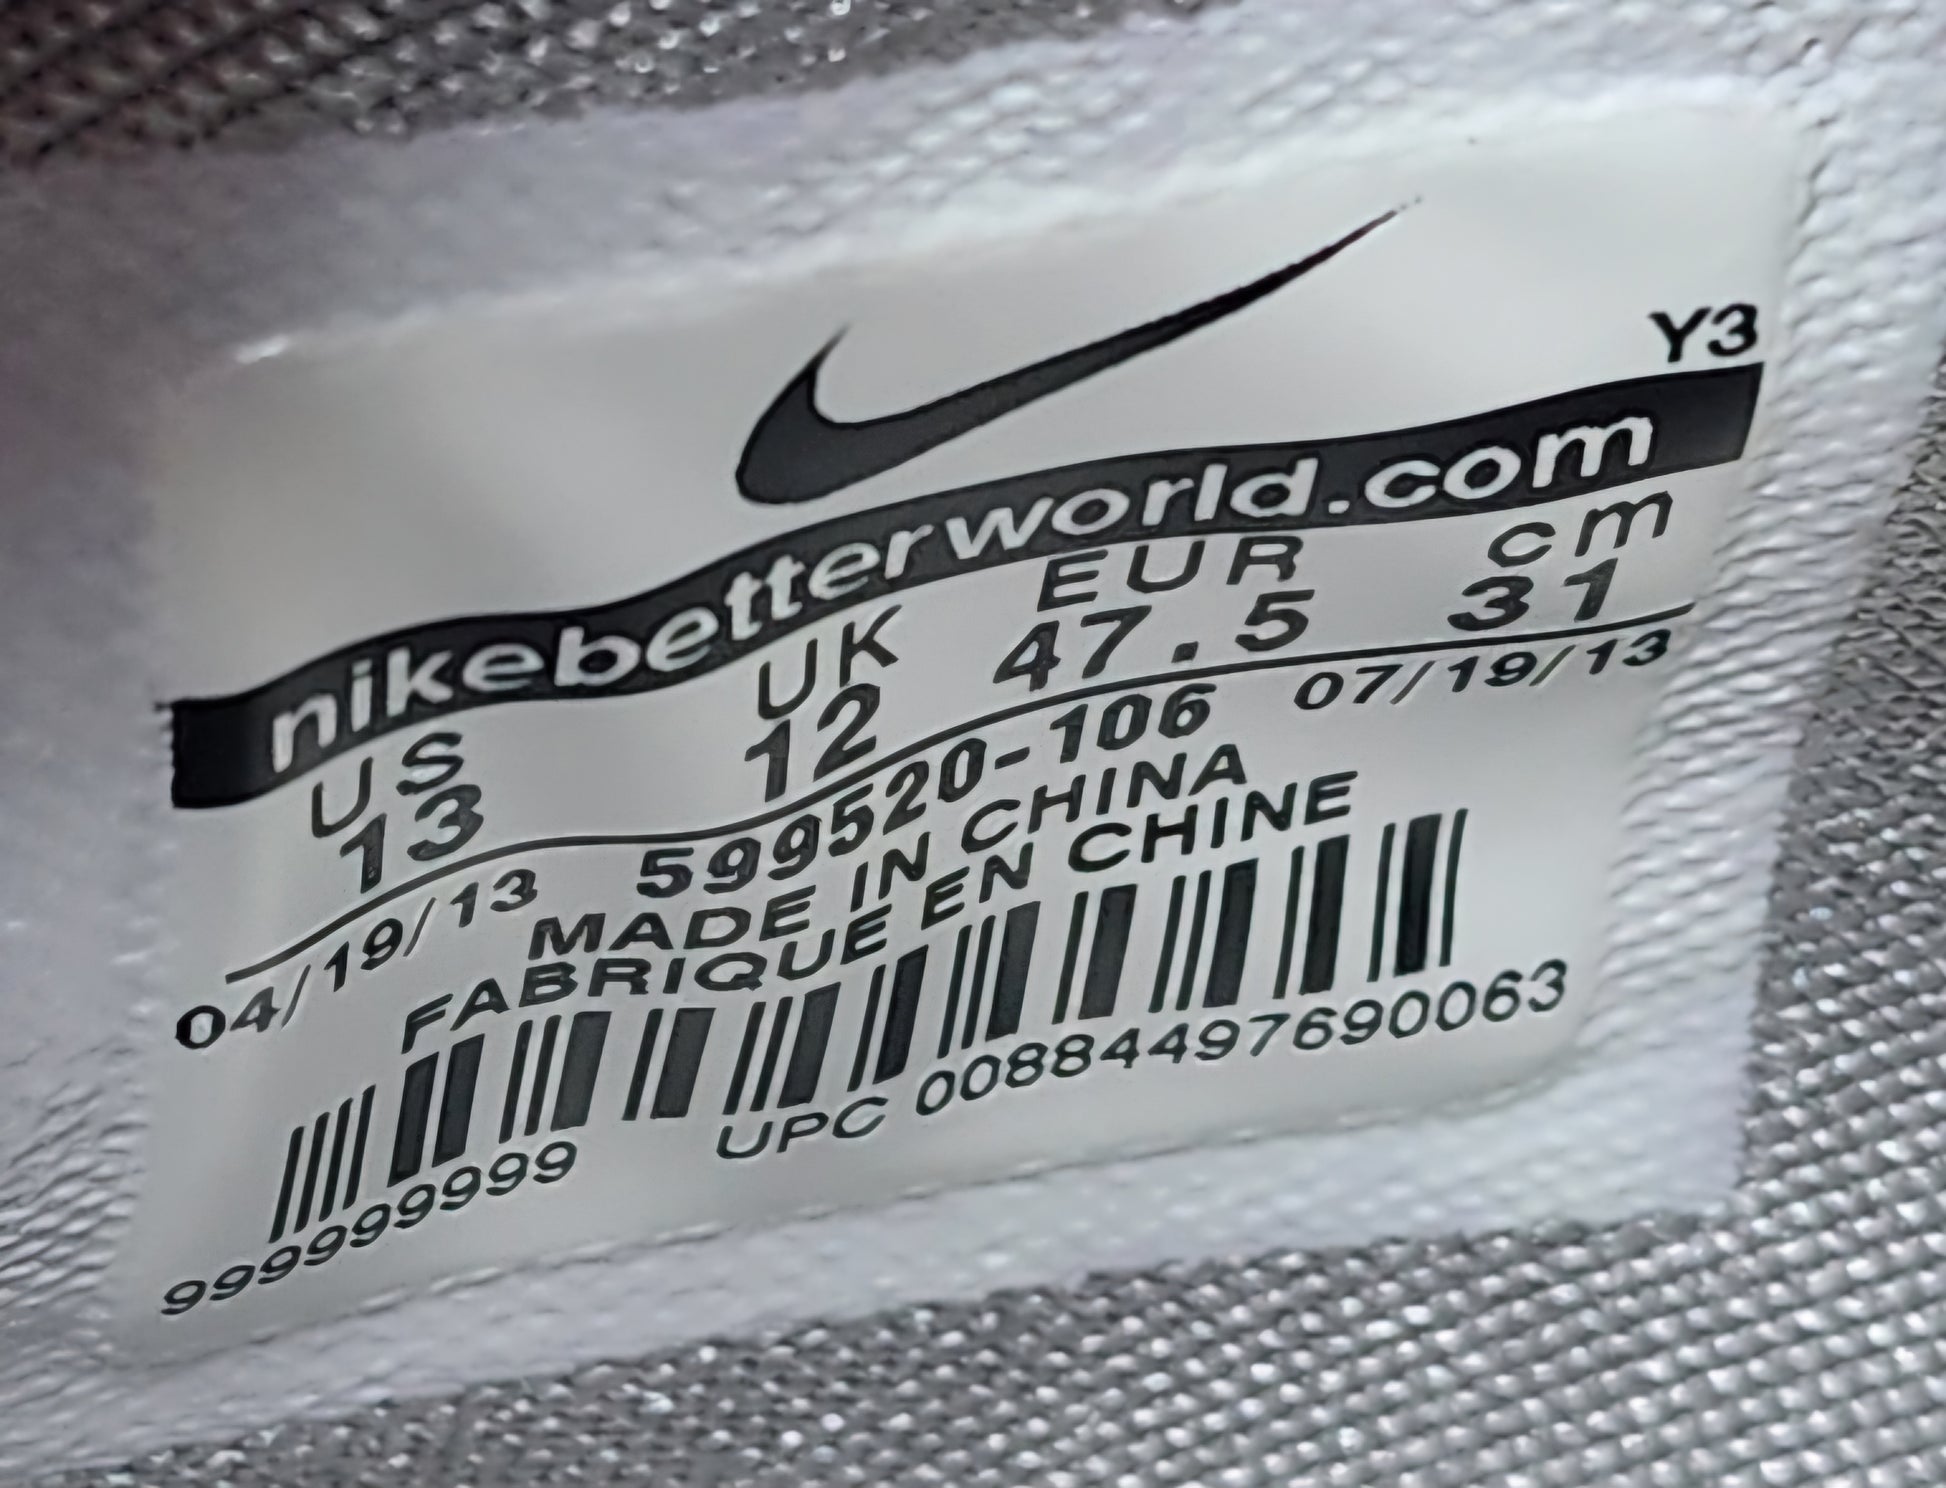 Y3
nikebetterworld.com
US UK EUR cm
13 12 47.5 31
04/19/13 599520-106 07/19/13
MADE IN CHINA
FABRIQUE EN CHINE
9999999999 UPC 00884497690063